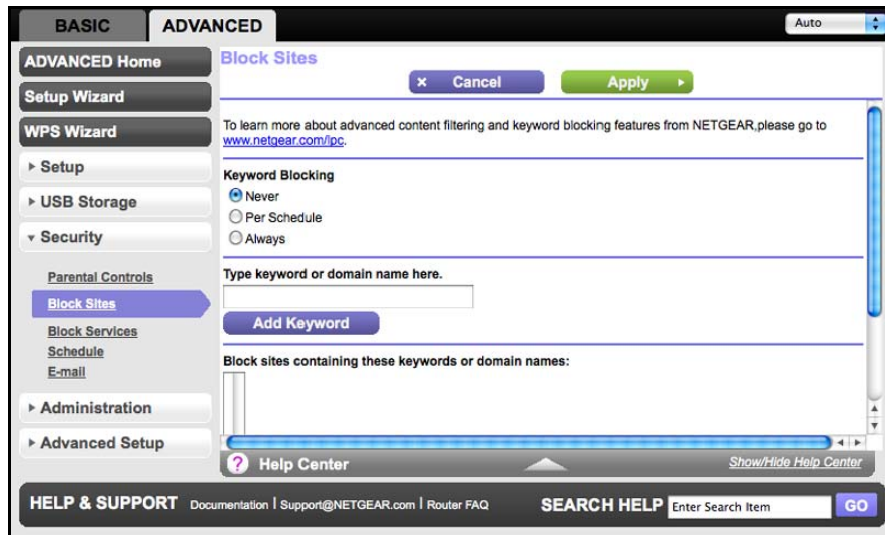 BASIC
ADVANCED
Auto
ADVANCED Home
Setup Wizard
WPS Wizard
Setup
USB Storage
Security
Parental Controls
Block Sites
Block Services
Schedule
E-mail
Administration
Advanced Setup
Block Sites
x Cancel
Apply
To learn more about advanced content filtering and keyword blocking features from NETGEAR,please go to
www.netgear.com/lpc.
Keyword Blocking
Never
Per Schedule
Always
Type keyword or domain name here.
Add Keyword
Block sites containing these keywords or domain names:
? Help Center
Show/Hide Help Center
HELP & SUPPORT Documentation | Support@NETGEAR.com | Router FAQ
SEARCH HELP Enter Search Item GO